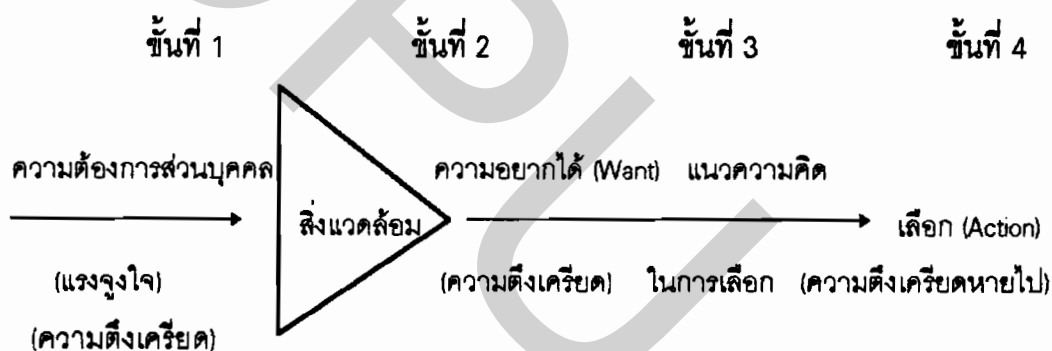 ขั้นที่ 1 ขั้นที่ 2 ขั้นที่ 3 ขั้นที่ 4
ความต้องการส่วนบุคคล ความอยากได้ (Want) แนวความคิด
สิ่งแวดล้อม เลือก (Action)
(แรงจูงใจ) (ความตึงเครียด) ในการเลือก (ความตึงเครียดหายไป)
(ความตึงเครียด)